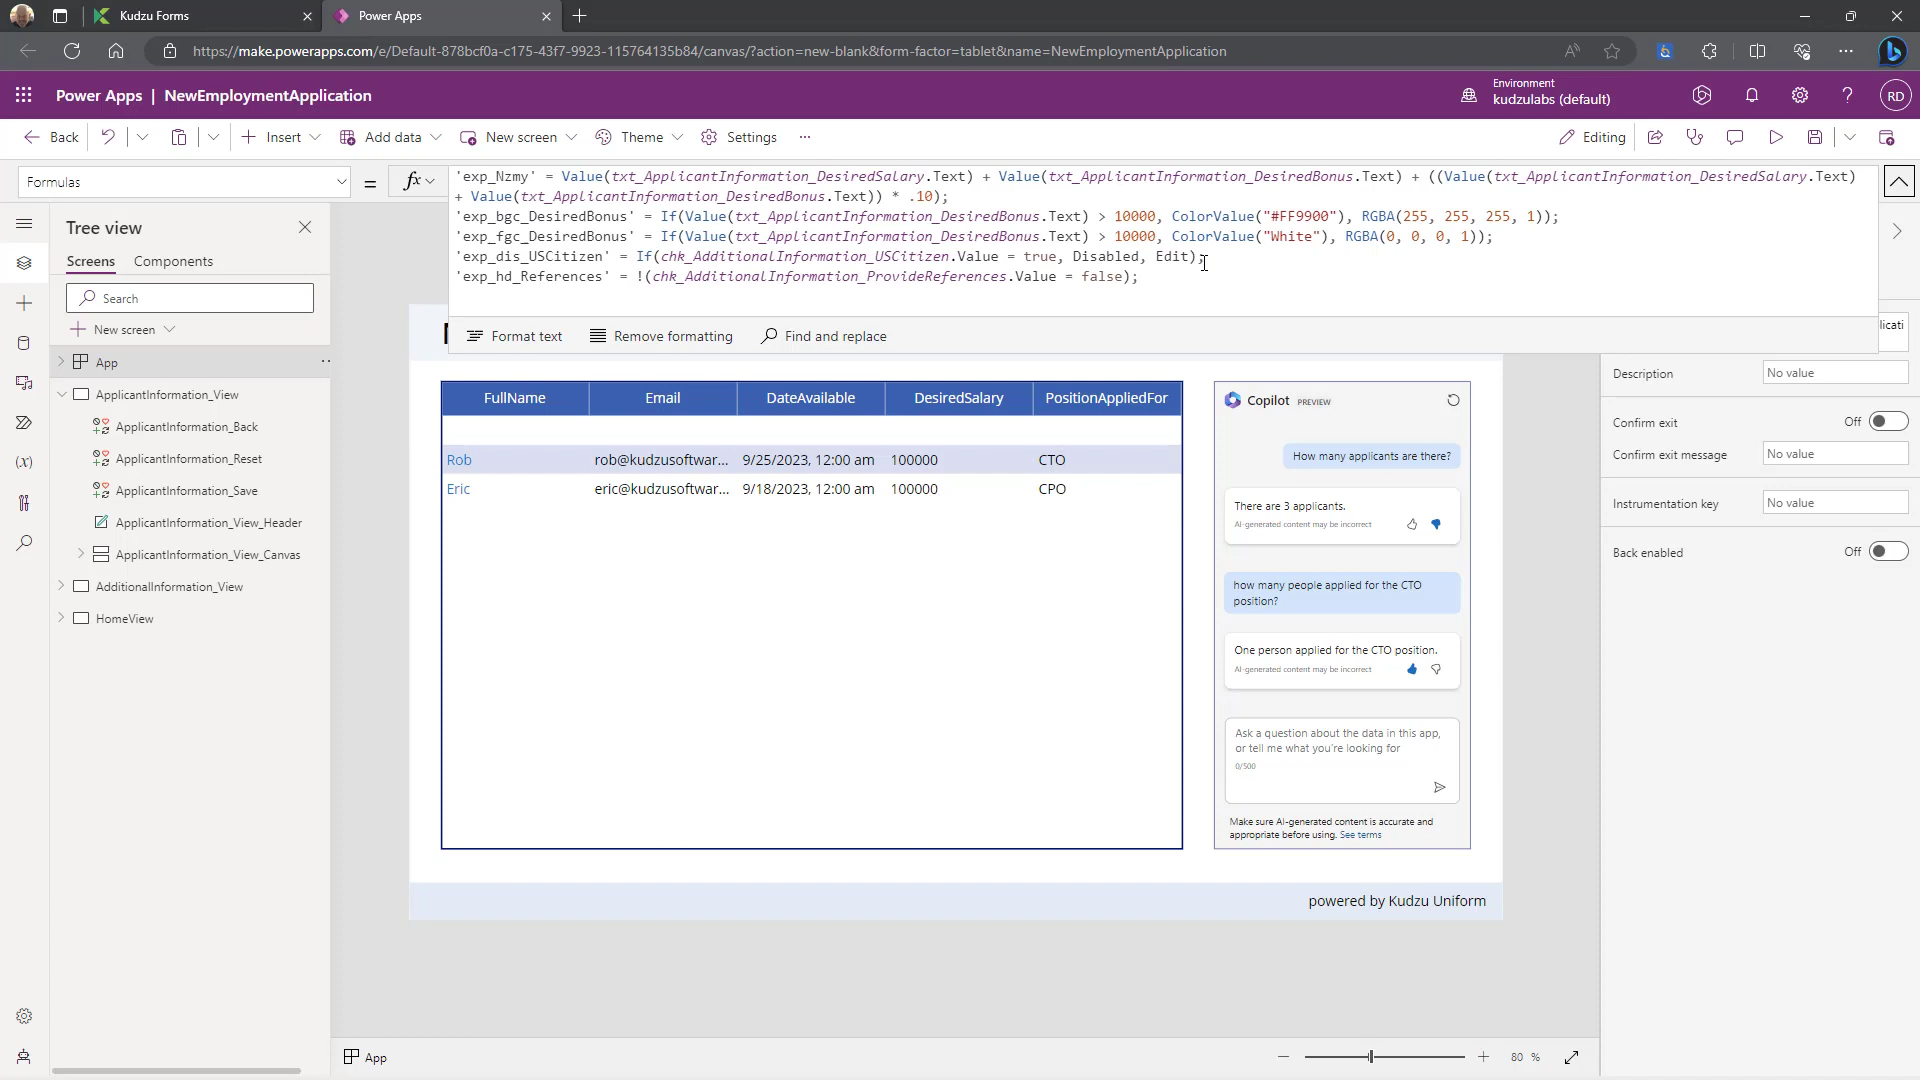 Kudzu Forms
Power Apps
https://make.powerapps.com/e/Default-878bcf0a-c175-43f7-9923-115764135b84/canvas/?action=new-blank&form-factor=tablet&name=NewEmploymentApplication
Power Apps | NewEmploymentApplication
Environment
kudzulabs (default)
RD
Back
Insert
Add data
New screen
Theme
Settings
Editing
Formulas
=
fx
'exp_Nzmy' = Value(txt_ApplicantInformation_DesiredSalary.Text) + Value(txt_ApplicantInformation_DesiredBonus.Text) + ((Value(txt_ApplicantInformation_DesiredSalary.Text)
+ Value(txt_ApplicantInformation_DesiredBonus.Text)) * .10);
'exp_bgc_DesiredBonus' = If(Value(txt_ApplicantInformation_DesiredBonus.Text) > 10000, ColorValue("#FF9900"), RGBA(255, 255, 255, 1));
'exp_fgc_DesiredBonus' = If(Value(txt_ApplicantInformation_DesiredBonus.Text) > 10000, ColorValue("White"), RGBA(0, 0, 0, 1));
'exp_dis_USCitizen' = If(chk_AdditionalInformation_USCitizen.Value = true, Disabled, Edit);
'exp_hd_References' = !(chk_AdditionalInformation_ProvideReferences.Value = false);
Format text
Remove formatting
Find and replace
Tree view
Screens
Components
Search
New screen
App
ApplicantInformation_View
ApplicantInformation_Back
ApplicantInformation_Reset
ApplicantInformation_Save
ApplicantInformation_View_Header
ApplicantInformation_View_Canvas
AdditionalInformation_View
HomeView
FullName Email DateAvailable DesiredSalary PositionAppliedFor
Rob rob@kudzusoftwar... 9/25/2023, 12:00 am 100000 CTO
Eric eric@kudzusoftwar... 9/18/2023, 12:00 am 100000 CPO
Copilot PREVIEW
How many applicants are there?
There are 3 applicants.
AI-generated content may be incorrect
how many people applied for the CTO
position?
One person applied for the CTO position.
AI-generated content may be incorrect
Ask a question about the data in this app,
or tell me what you're looking for
0/500
Make sure AI-generated content is accurate and
appropriate before using. See terms
powered by Kudzu Uniform
licati
Description
No value
Confirm exit
Off
Confirm exit message
No value
Instrumentation key
No value
Back enabled
Off
App
80 %